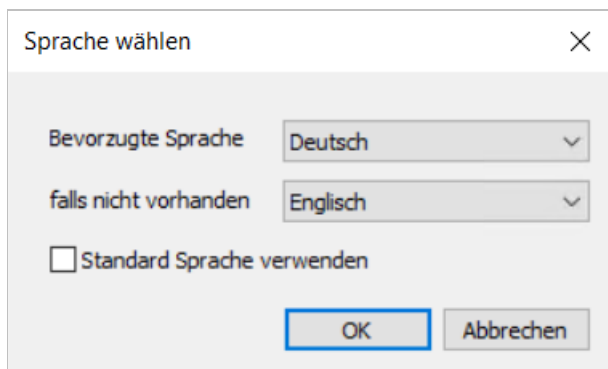 Sprache wählen
Bevorzugte Sprache Deutsch
falls nicht vorhanden Englisch
Standard Sprache verwenden
OK Abbrechen